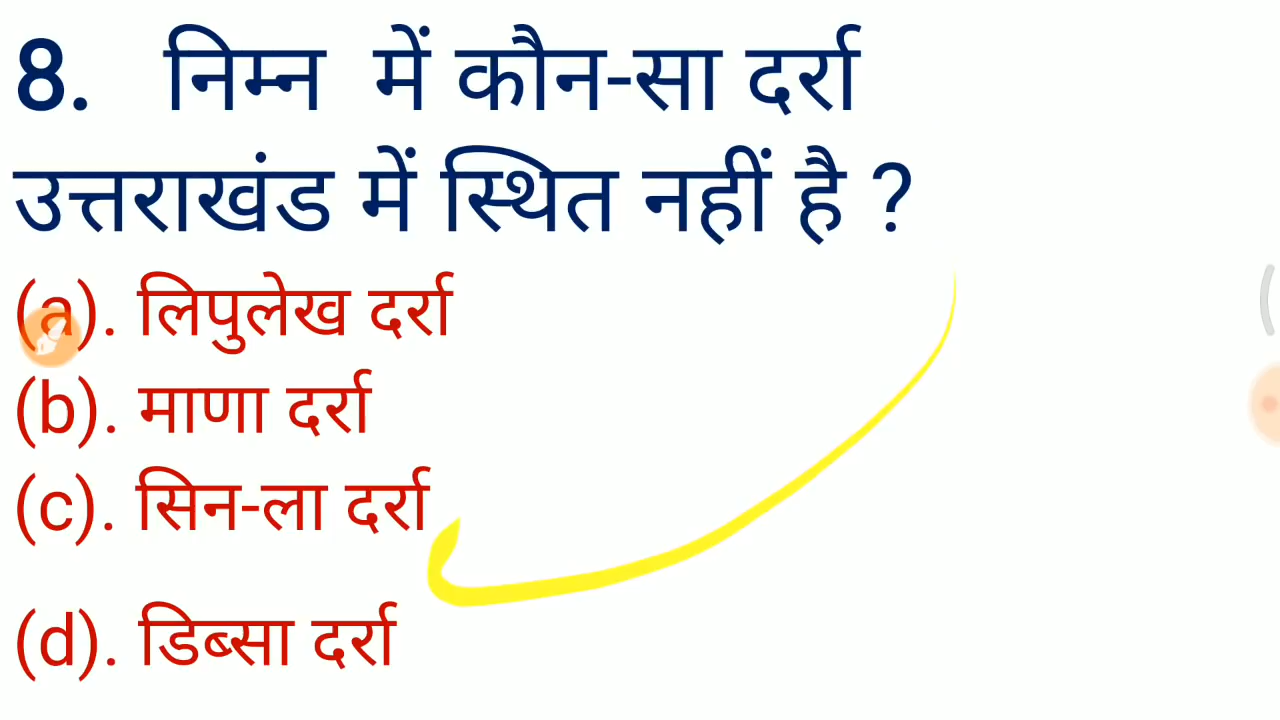 8. निम्न में कौन-सा दर्रा
उत्तराखंड में स्थित नहीं है ?
(a). लिपुलेख दर्रा
(b). माणा दर्रा
(c). सिन-ला दर्रा
(d). डिब्सा दर्रा